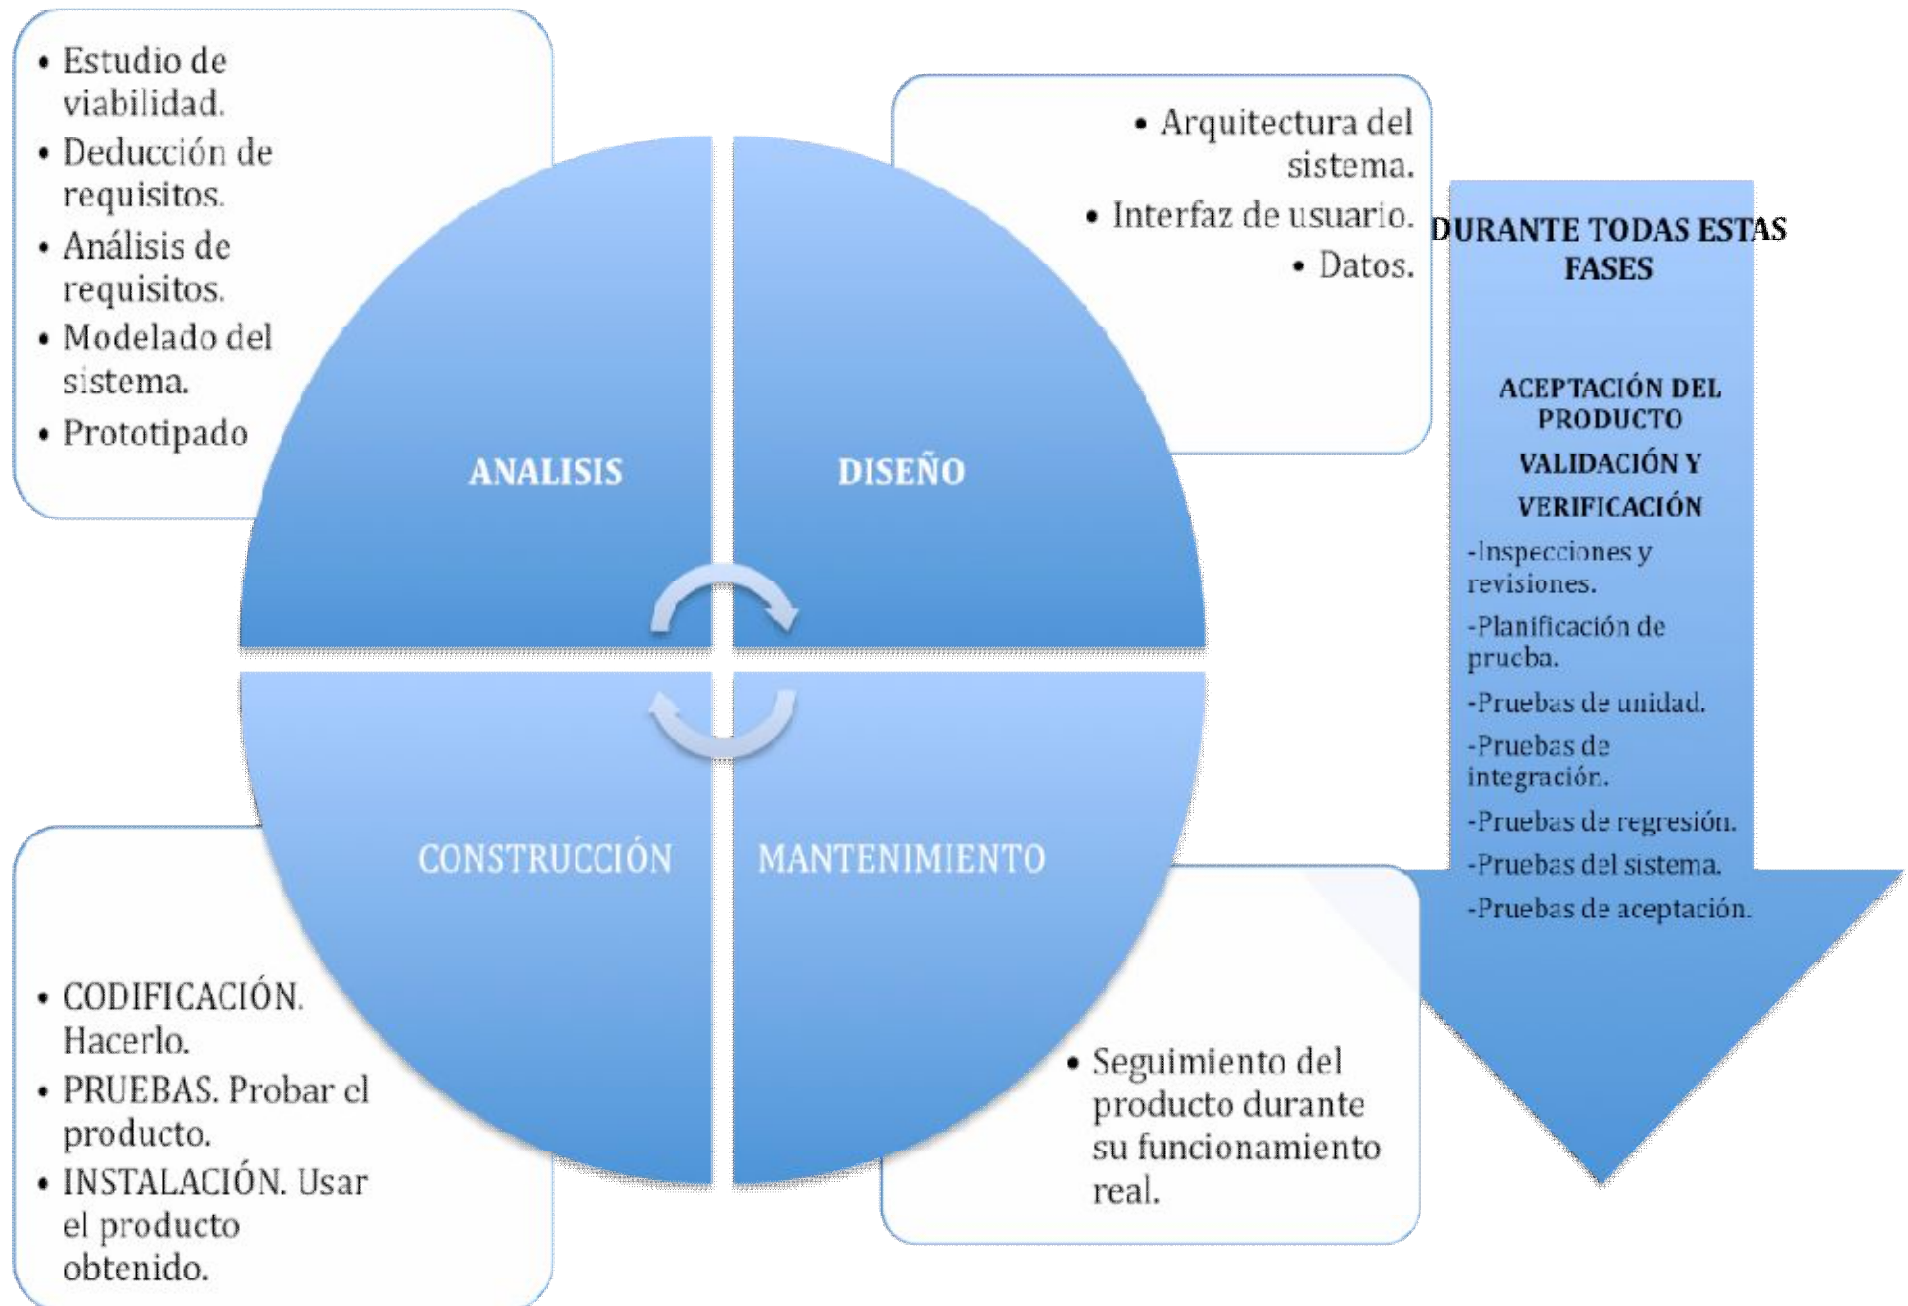 • Estudio de
viabilidad.
• Deducción de
requisitos.
• Análisis de
requisitos.
• Modelado del
sistema.
• Prototipado
• Arquitectura del
sistema.
• Interfaz de usuario.
• Datos.
ANALISIS
DISEÑO
CONSTRUCCIÓN
MANTENIMIENTO
• CODIFICACIÓN.
Hacerlo.
• PRUEBAS. Probar el
producto.
• INSTALACIÓN. Usar
el producto
obtenido.
• Seguimiento del
producto durante
su funcionamiento
real.
DURANTE TODAS ESTAS
FASES
ACEPTACIÓN DEL
PRODUCTO
VALIDACIÓN Y
VERIFICACIÓN
-Inspecciones y
revisiones.
-Planificación de
prueba.
-Pruebas de unidad.
-Pruebas de
integración.
-Pruebas de regresión.
-Pruebas del sistema.
-Pruebas de aceptación.